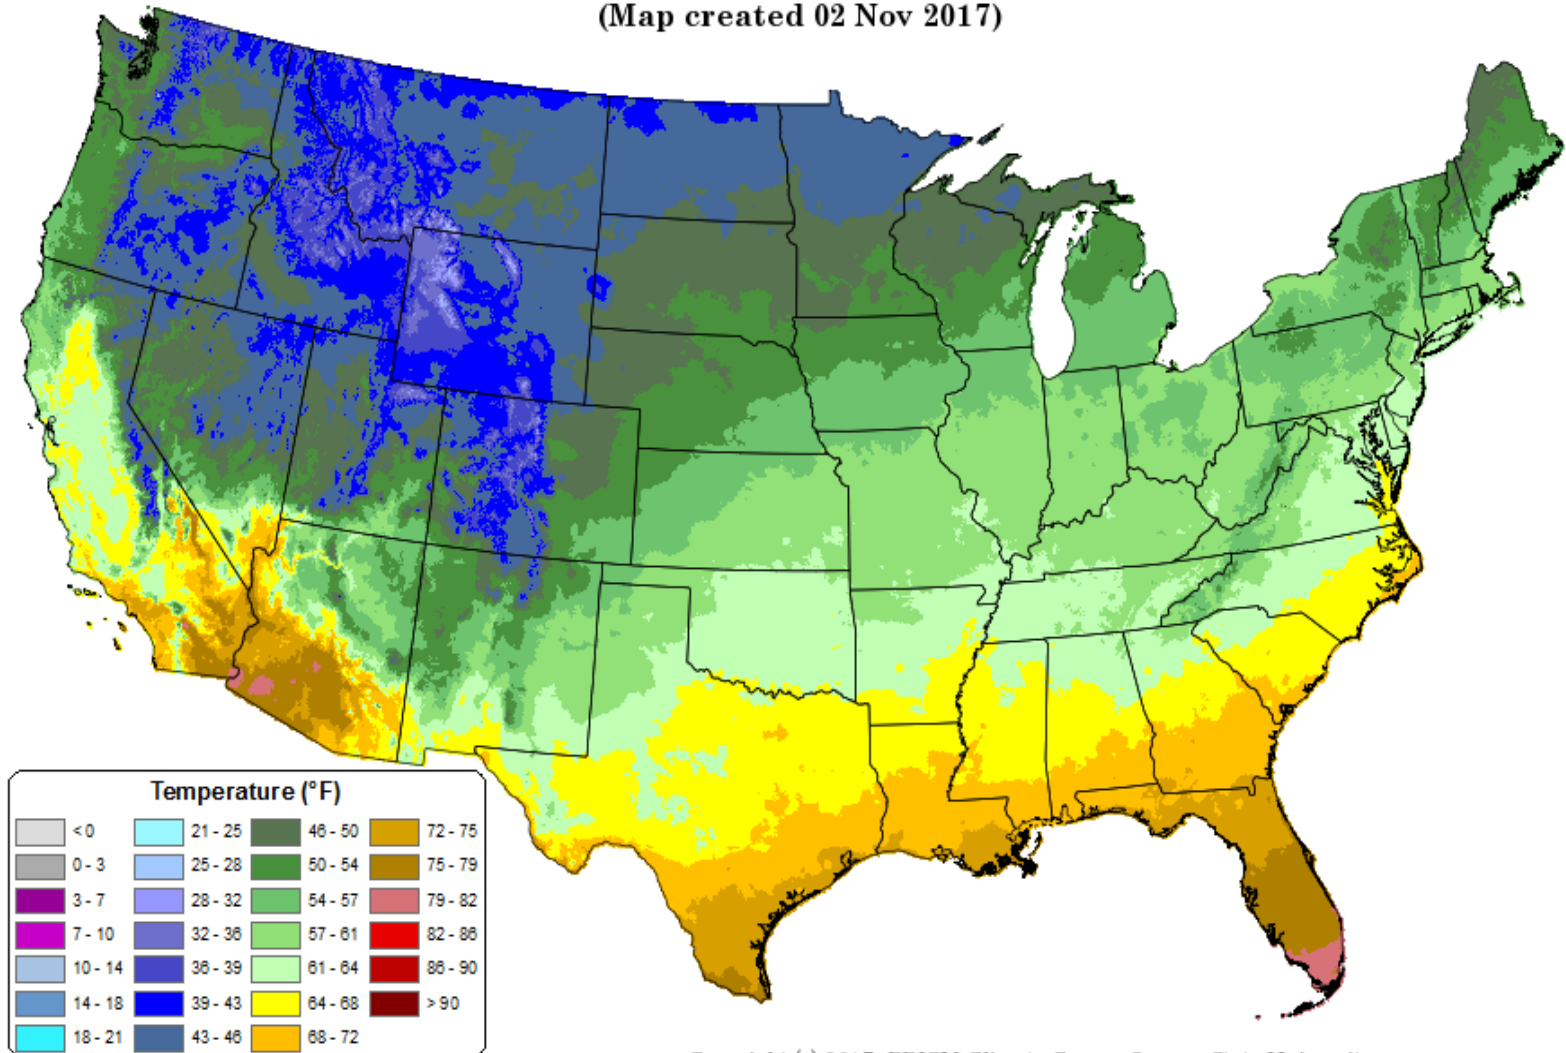 (Map created 02 Nov 2017)
Temperature (°F)
< 0
0 - 3
3 - 7
7 - 10
10 - 14
14 - 18
18 - 21
21 - 25
25 - 28
28 - 32
32 - 36
36 - 39
39 - 43
43 - 46
46 - 50
50 - 54
54 - 57
57 - 61
61 - 64
64 - 68
68 - 72
72 - 75
75 - 79
79 - 82
82 - 86
86 - 90
> 90